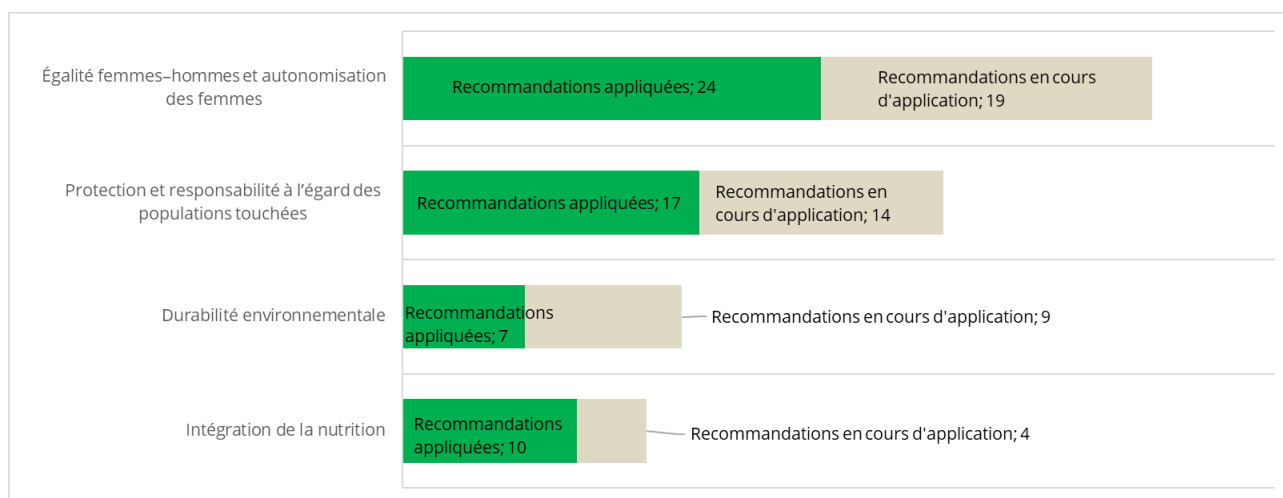 Égalité femmes–hommes et autonomisation
des femmes
Recommandations appliquées; 24
Recommandations en cours
d'application; 19
Protection et responsabilité à l’égard des
populations touchées
Recommandations appliquées; 17
Recommandations en
cours d'application; 14
Durabilité environnementale
Recommandations
appliquées; 7
Recommandations en cours d'application; 9
Intégration de la nutrition
Recommandations
appliquées; 10
Recommandations en cours d'application; 4